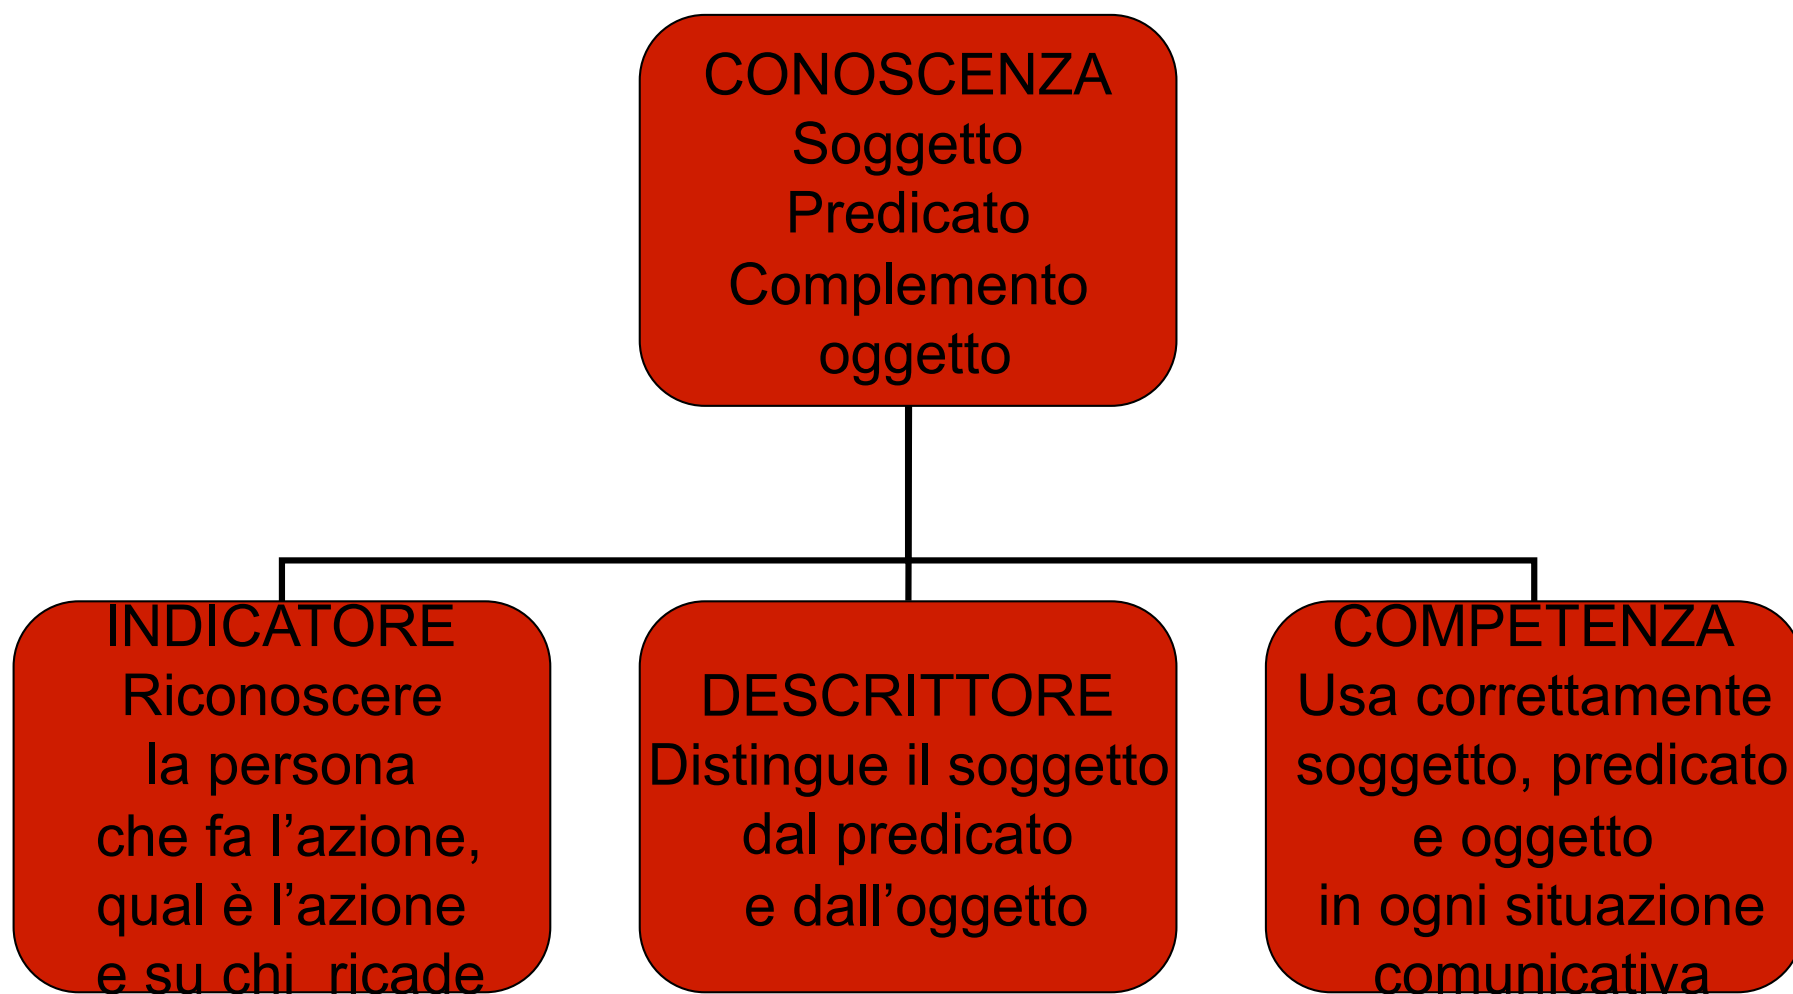 CONOSCENZA
Soggetto
Predicato
Complemento
oggetto
INDICATORE
Riconoscere
la persona
che fa l’azione,
qual è l’azione
e su chi  ricade
DESCRITTORE
Distingue il soggetto
dal predicato
e dall’oggetto
COMPETENZA
Usa correttamente
soggetto, predicato
e oggetto
in ogni situazione
comunicativa